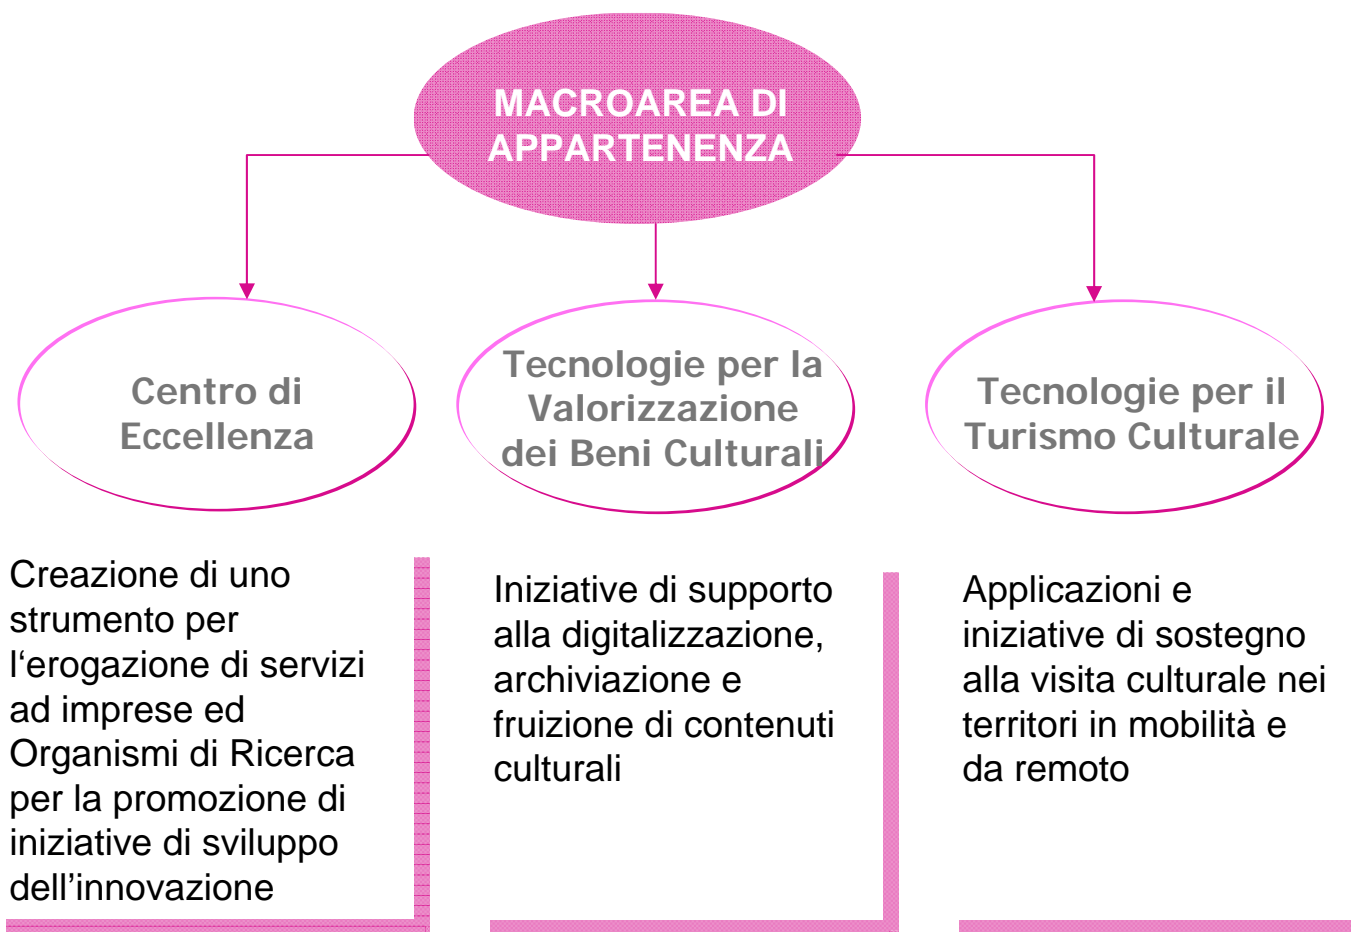 MACROAREA DI
APPARTENENZA
Centro di
Eccellenza
Tecnologie per la
Valorizzazione
dei Beni Culturali
Tecnologie per il
Turismo Culturale
Creazione di uno
strumento per
l‘erogazione di servizi
ad imprese ed
Organismi di Ricerca
per la promozione di
iniziative di sviluppo
dell’innovazione
Iniziative di supporto
alla digitalizzazione,
archiviazione e
fruizione di contenuti
culturali
Applicazioni e
iniziative di sostegno
alla visita culturale nei
territori in mobilità e
da remoto